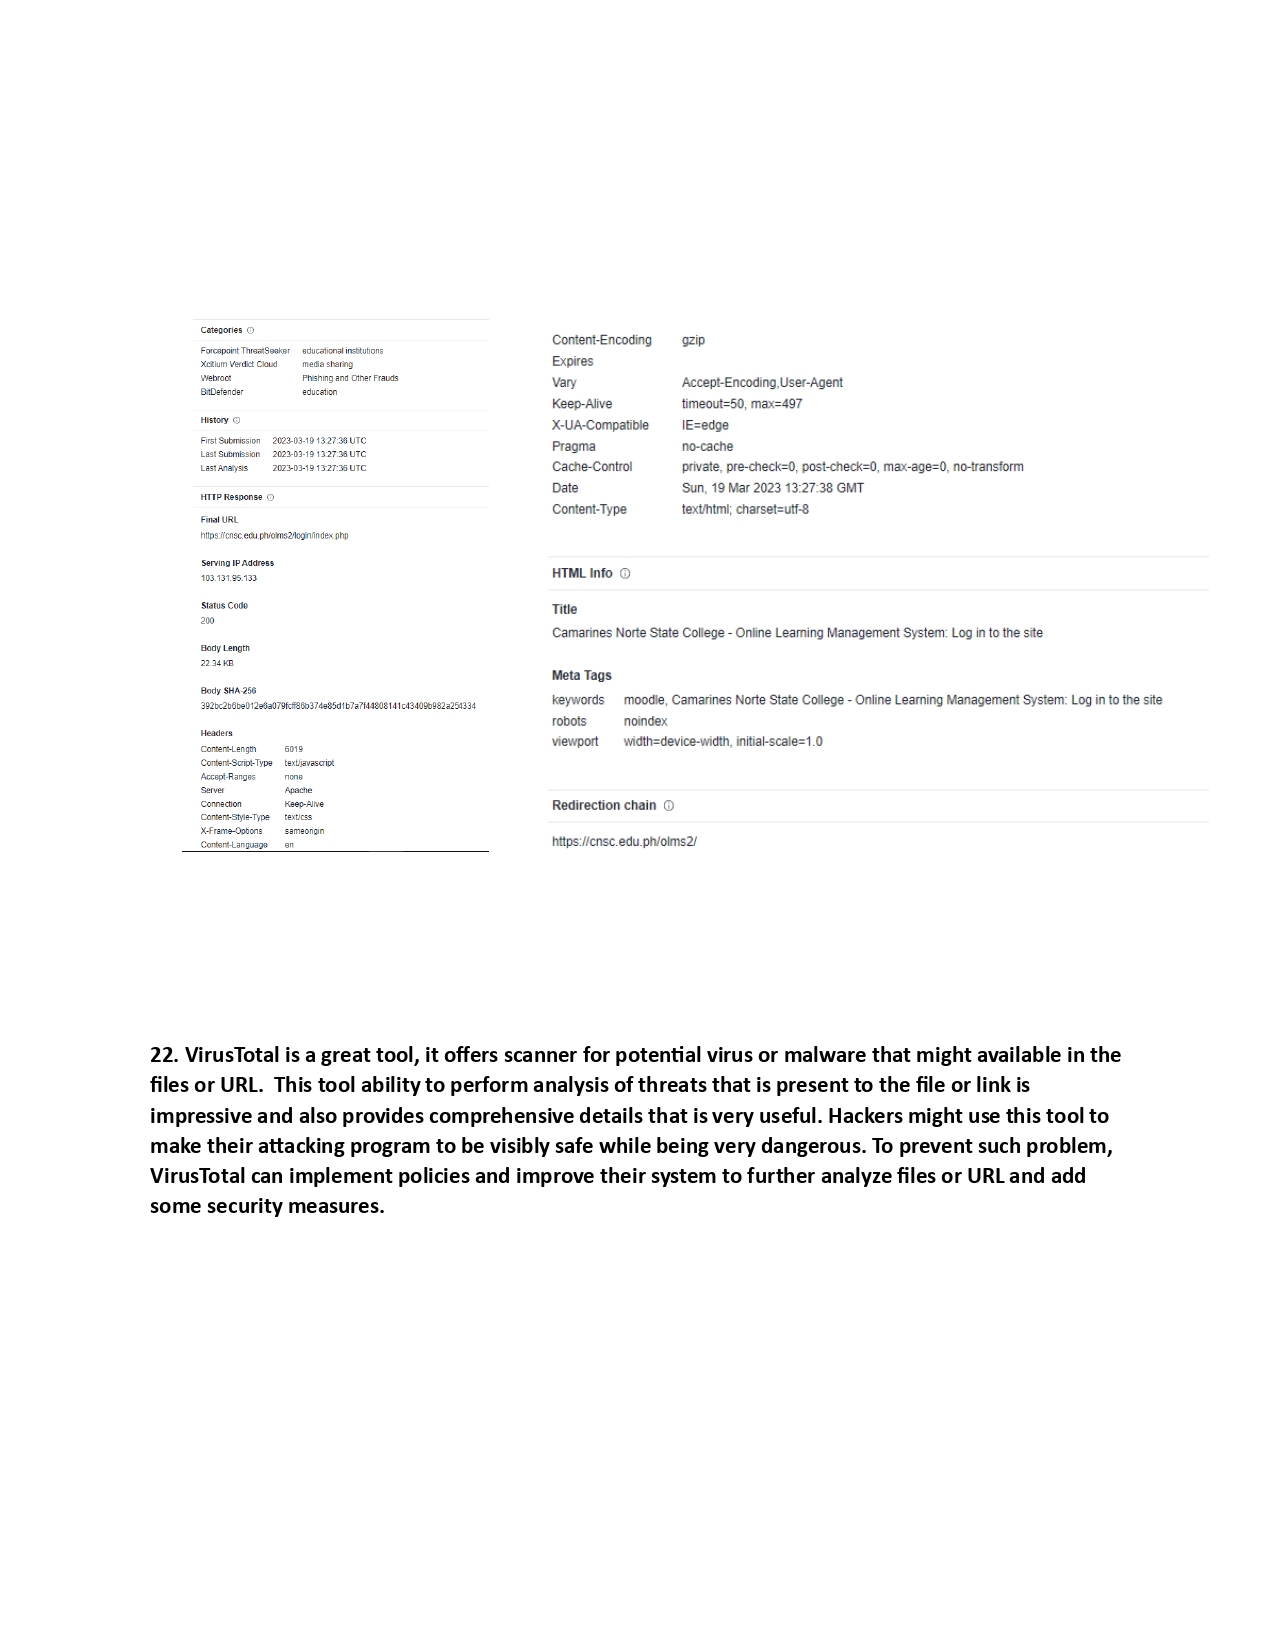 Categories
Forcepoint ThreatSeeker educational institutions
Xcitium Verdict Cloud media sharing
Webroot Phishing and Other Frauds
BitDefender education
History
First Submission 2023-03-19 13:27:36 UTC
Last Submission 2023-03-19 13:27:36 UTC
Last Analysis 2023-03-19 13:27:36 UTC
HTTP Response
Final URL
https://cnsc.edu.ph/olms2/login/index.php
Serving IP Address
103.131.95.133
Status Code
200
Body Length
22.34 KB
Body SHA-256
Headers
Content-Length 6019
Content-Script-Type text/javascript
Accept-Ranges none
Server Apache
Connection Keep-Alive
Content-Style-Type text/css
X-Frame-Options sameorigin
Content-Language en
Content-Encoding gzip
Expires
Vary Accept-Encoding,User-Agent
Keep-Alive timeout=50, max=497
X-UA-Compatible IE=edge
Pragma no-cache
Cache-Control private, pre-check=0, post-check=0, max-age=0, no-transform
Date Sun, 19 Mar 2023 13:27:38 GMT
Content-Type text/html; charset=utf-8
HTML Info
Title
Camarines Norte State College - Online Learning Management System: Log in to the site
Meta Tags
keywords moodle, Camarines Norte State College - Online Learning Management System: Log in to the site
robots noindex
viewport width=device-width, initial-scale=1.0
Redirection chain
https://cnsc.edu.ph/olms2/
22. VirusTotal is a great tool, it offers scanner for potential virus or malware that might available in the
files or URL.  This tool ability to perform analysis of threats that is present to the file or link is
impressive and also provides comprehensive details that is very useful. Hackers might use this tool to
make their attacking program to be visibly safe while being very dangerous. To prevent such problem,
VirusTotal can implement policies and improve their system to further analyze files or URL and add
some security measures.